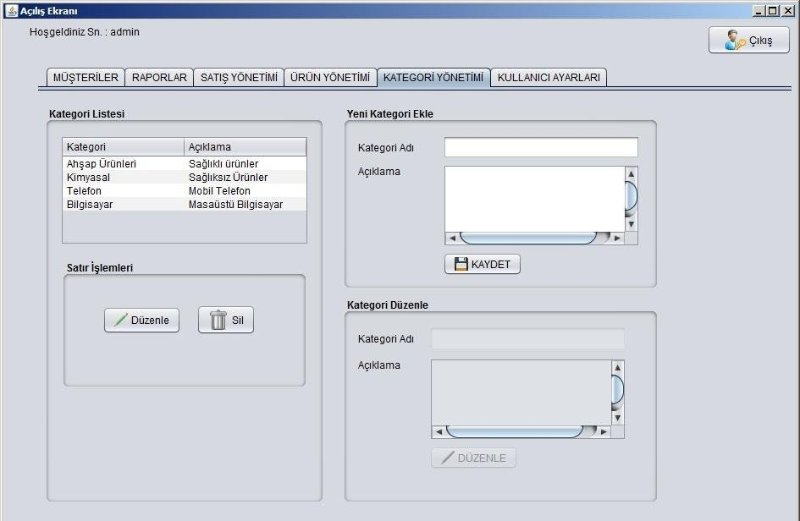 Açılış Ekranı
Hoşgeldiniz Sn. : admin
Çıkış
MÜŞTERİLER RAPORLAR SATIŞ YÖNETİMİ ÜRÜN YÖNETİMİ KATEGORİ YÖNETİMİ KULLANICI AYARLARI
Kategori Listesi
Kategori Açıklama
Ahşap Ürünleri Sağlıklı ürünler
Kimyasal Sağlıksız Ürünler
Telefon Mobil Telefon
Bilgisayar Masaüstü Bilgisayar
Satır İşlemleri
Düzenle Sil
Yeni Kategori Ekle
Kategori Adı
Açıklama
KAYDET
Kategori Düzenle
Kategori Adı
Açıklama
DÜZENLE